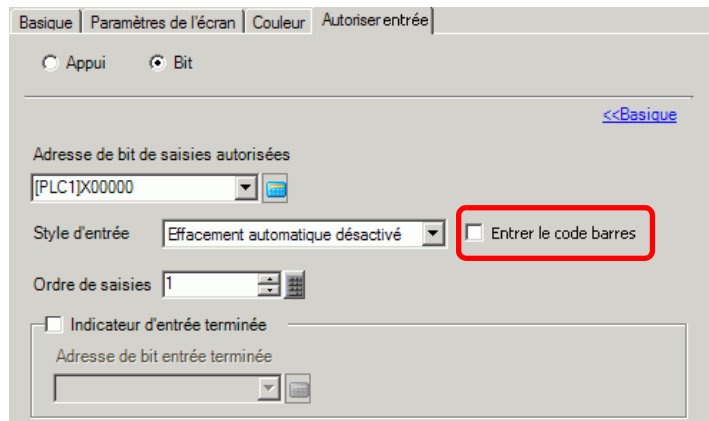 Basique Paramètres de l'écran Couleur Autoriser entrée
Appui Bit
<<Basique
Adresse de bit de saisies autorisées
[PLC1]X00000
Style d'entrée Effacement automatique désactivé Entrer le code barres
Ordre de saisies 1
Indicateur d'entrée terminée
Adresse de bit entrée terminée